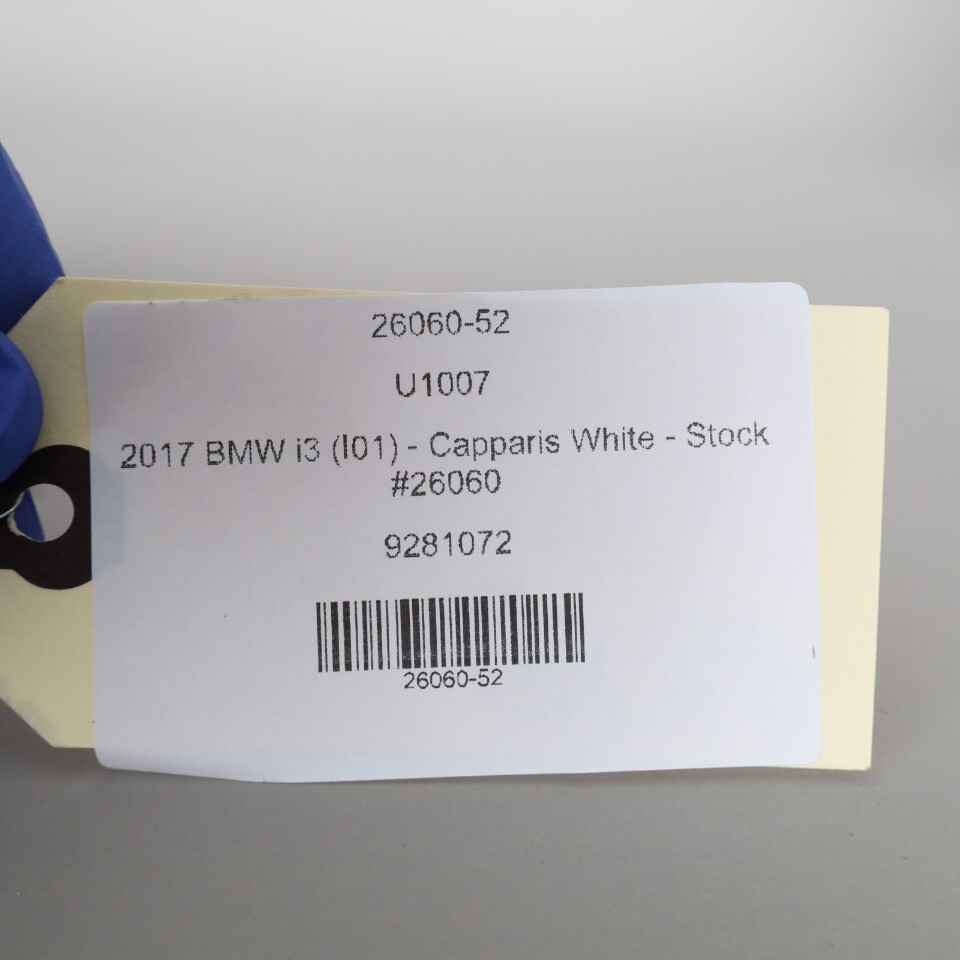 26060-52
U1007
2017 BMW i3 (I01) - Capparis White - Stock
#26060
9281072
26060-52